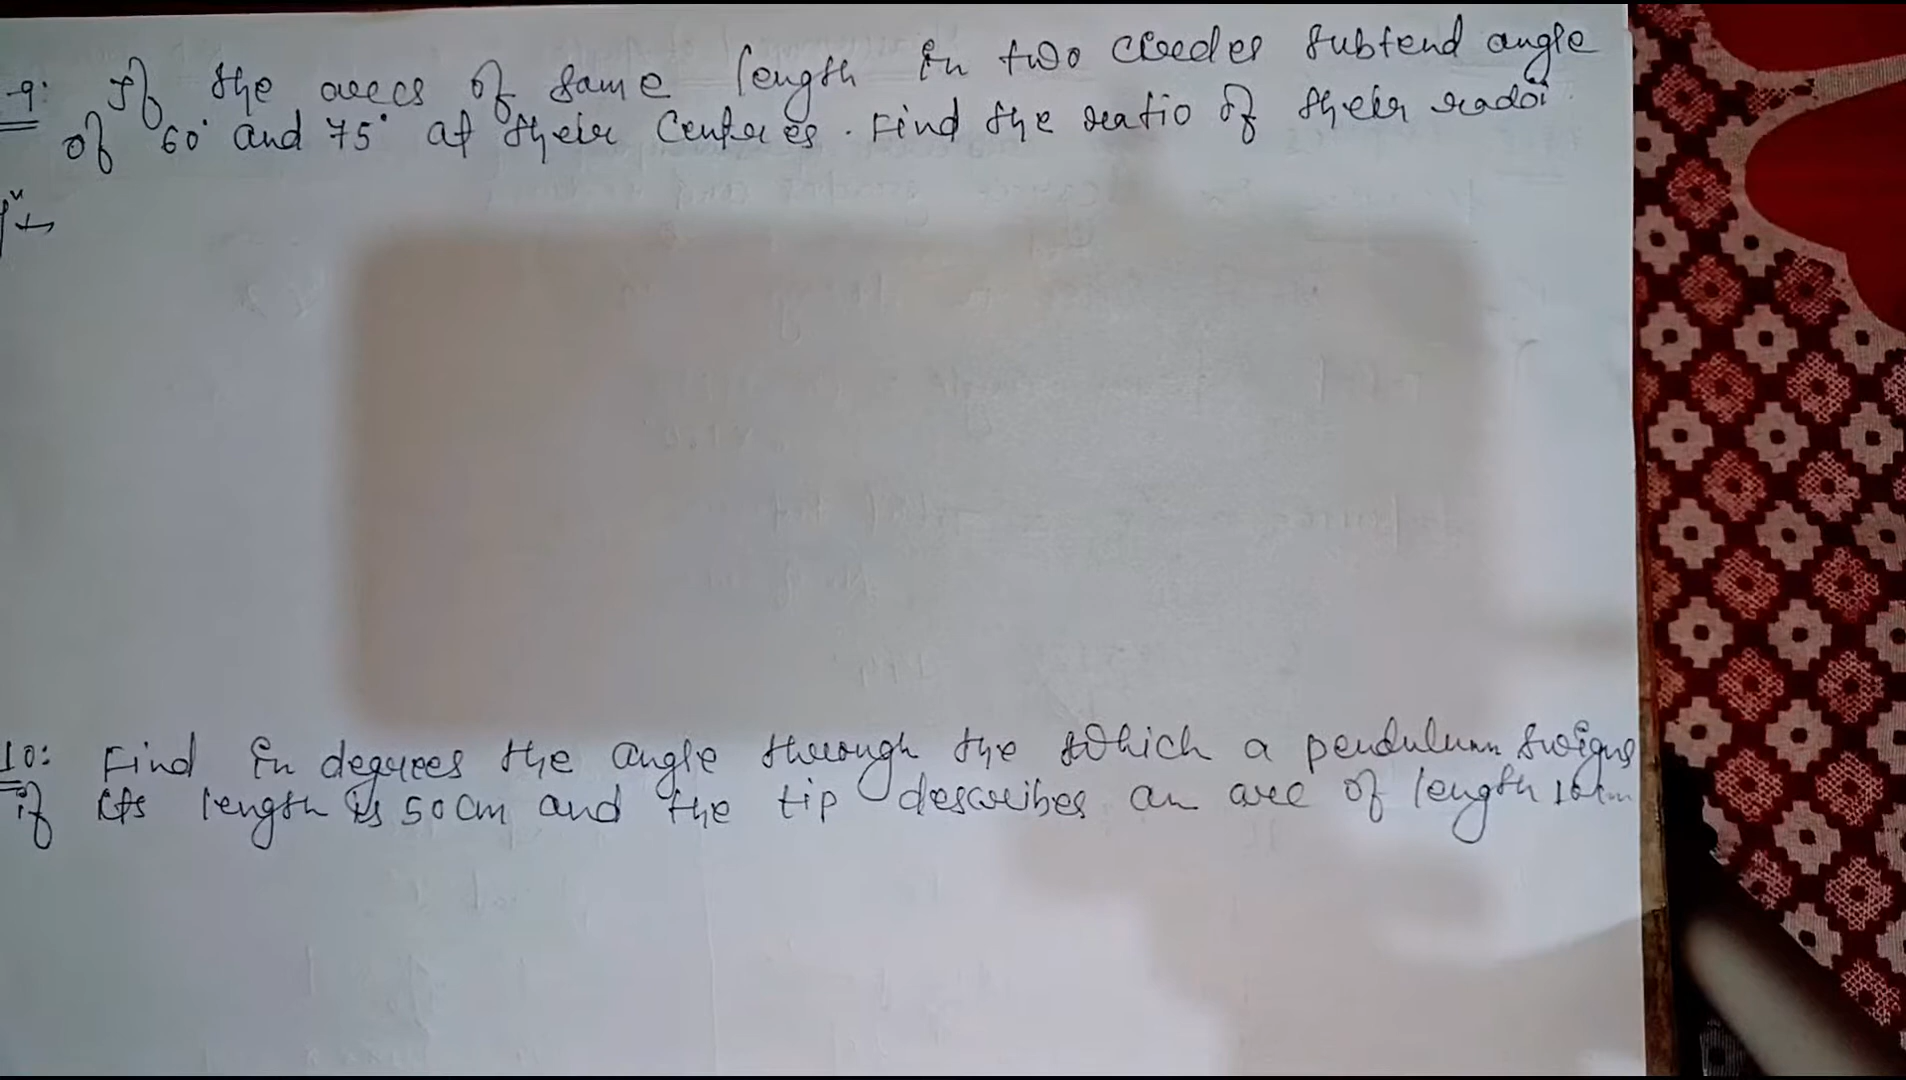 9: If the arcs of same length in two circles subtend angle
of 60° and 75° at their Centres. Find the ratio of their radii
10: Find in degrees the angle through the which a pendulum swigns
if its length is 50cm and the tip describes an arc of length